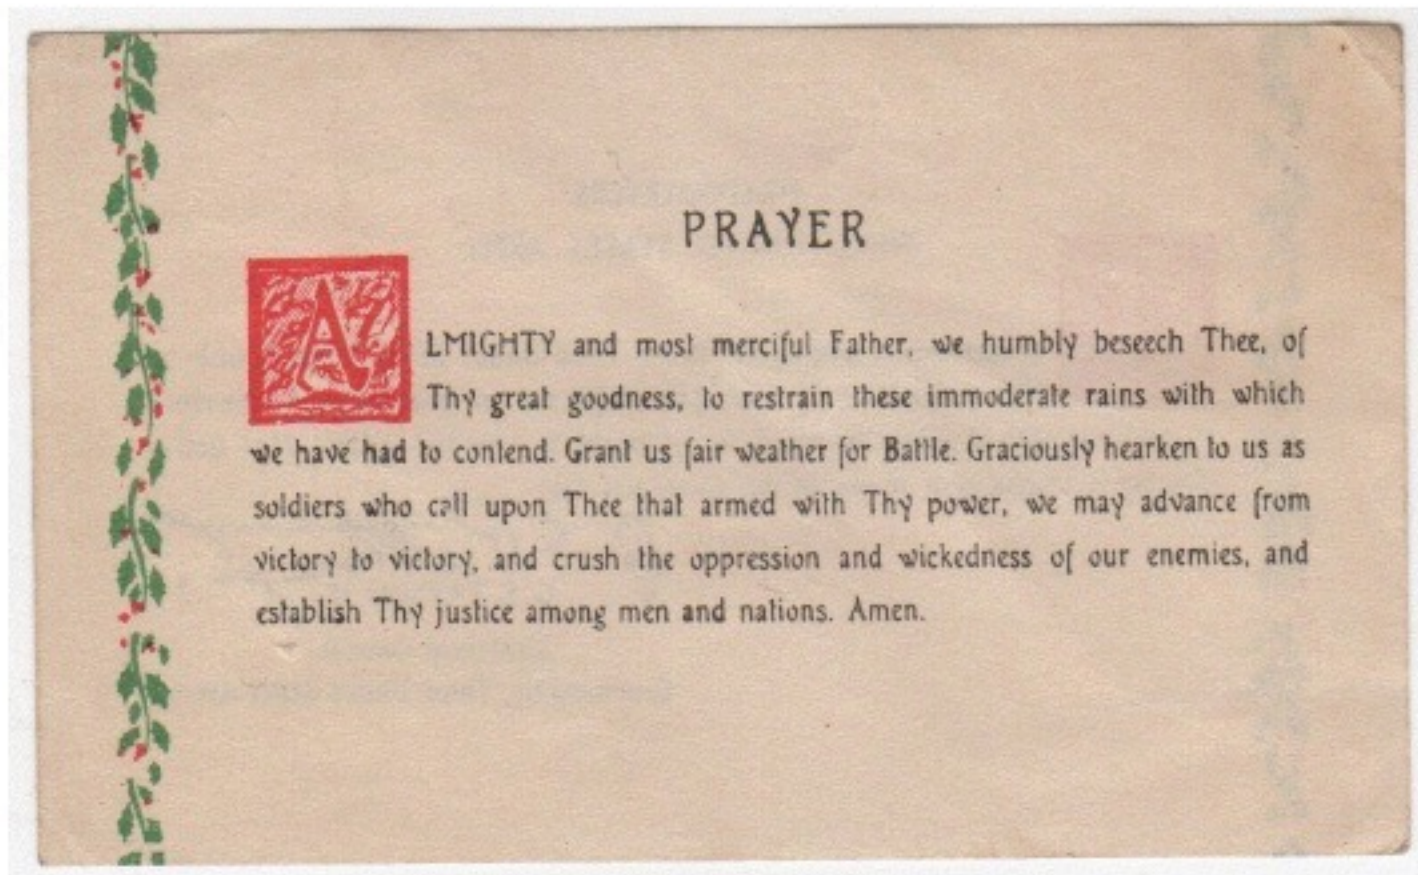 PRAYER
ALMIGHTY and most merciful Father, we humbly beseech Thee, of
Thy great goodness, to restrain these immoderate rains with which
we have had to contend. Grant us fair weather for Battle. Graciously hearken to us as
soldiers who call upon Thee that armed with Thy power, we may advance from
victory to victory, and crush the oppression and wickedness of our enemies, and
establish Thy justice among men and nations. Amen.